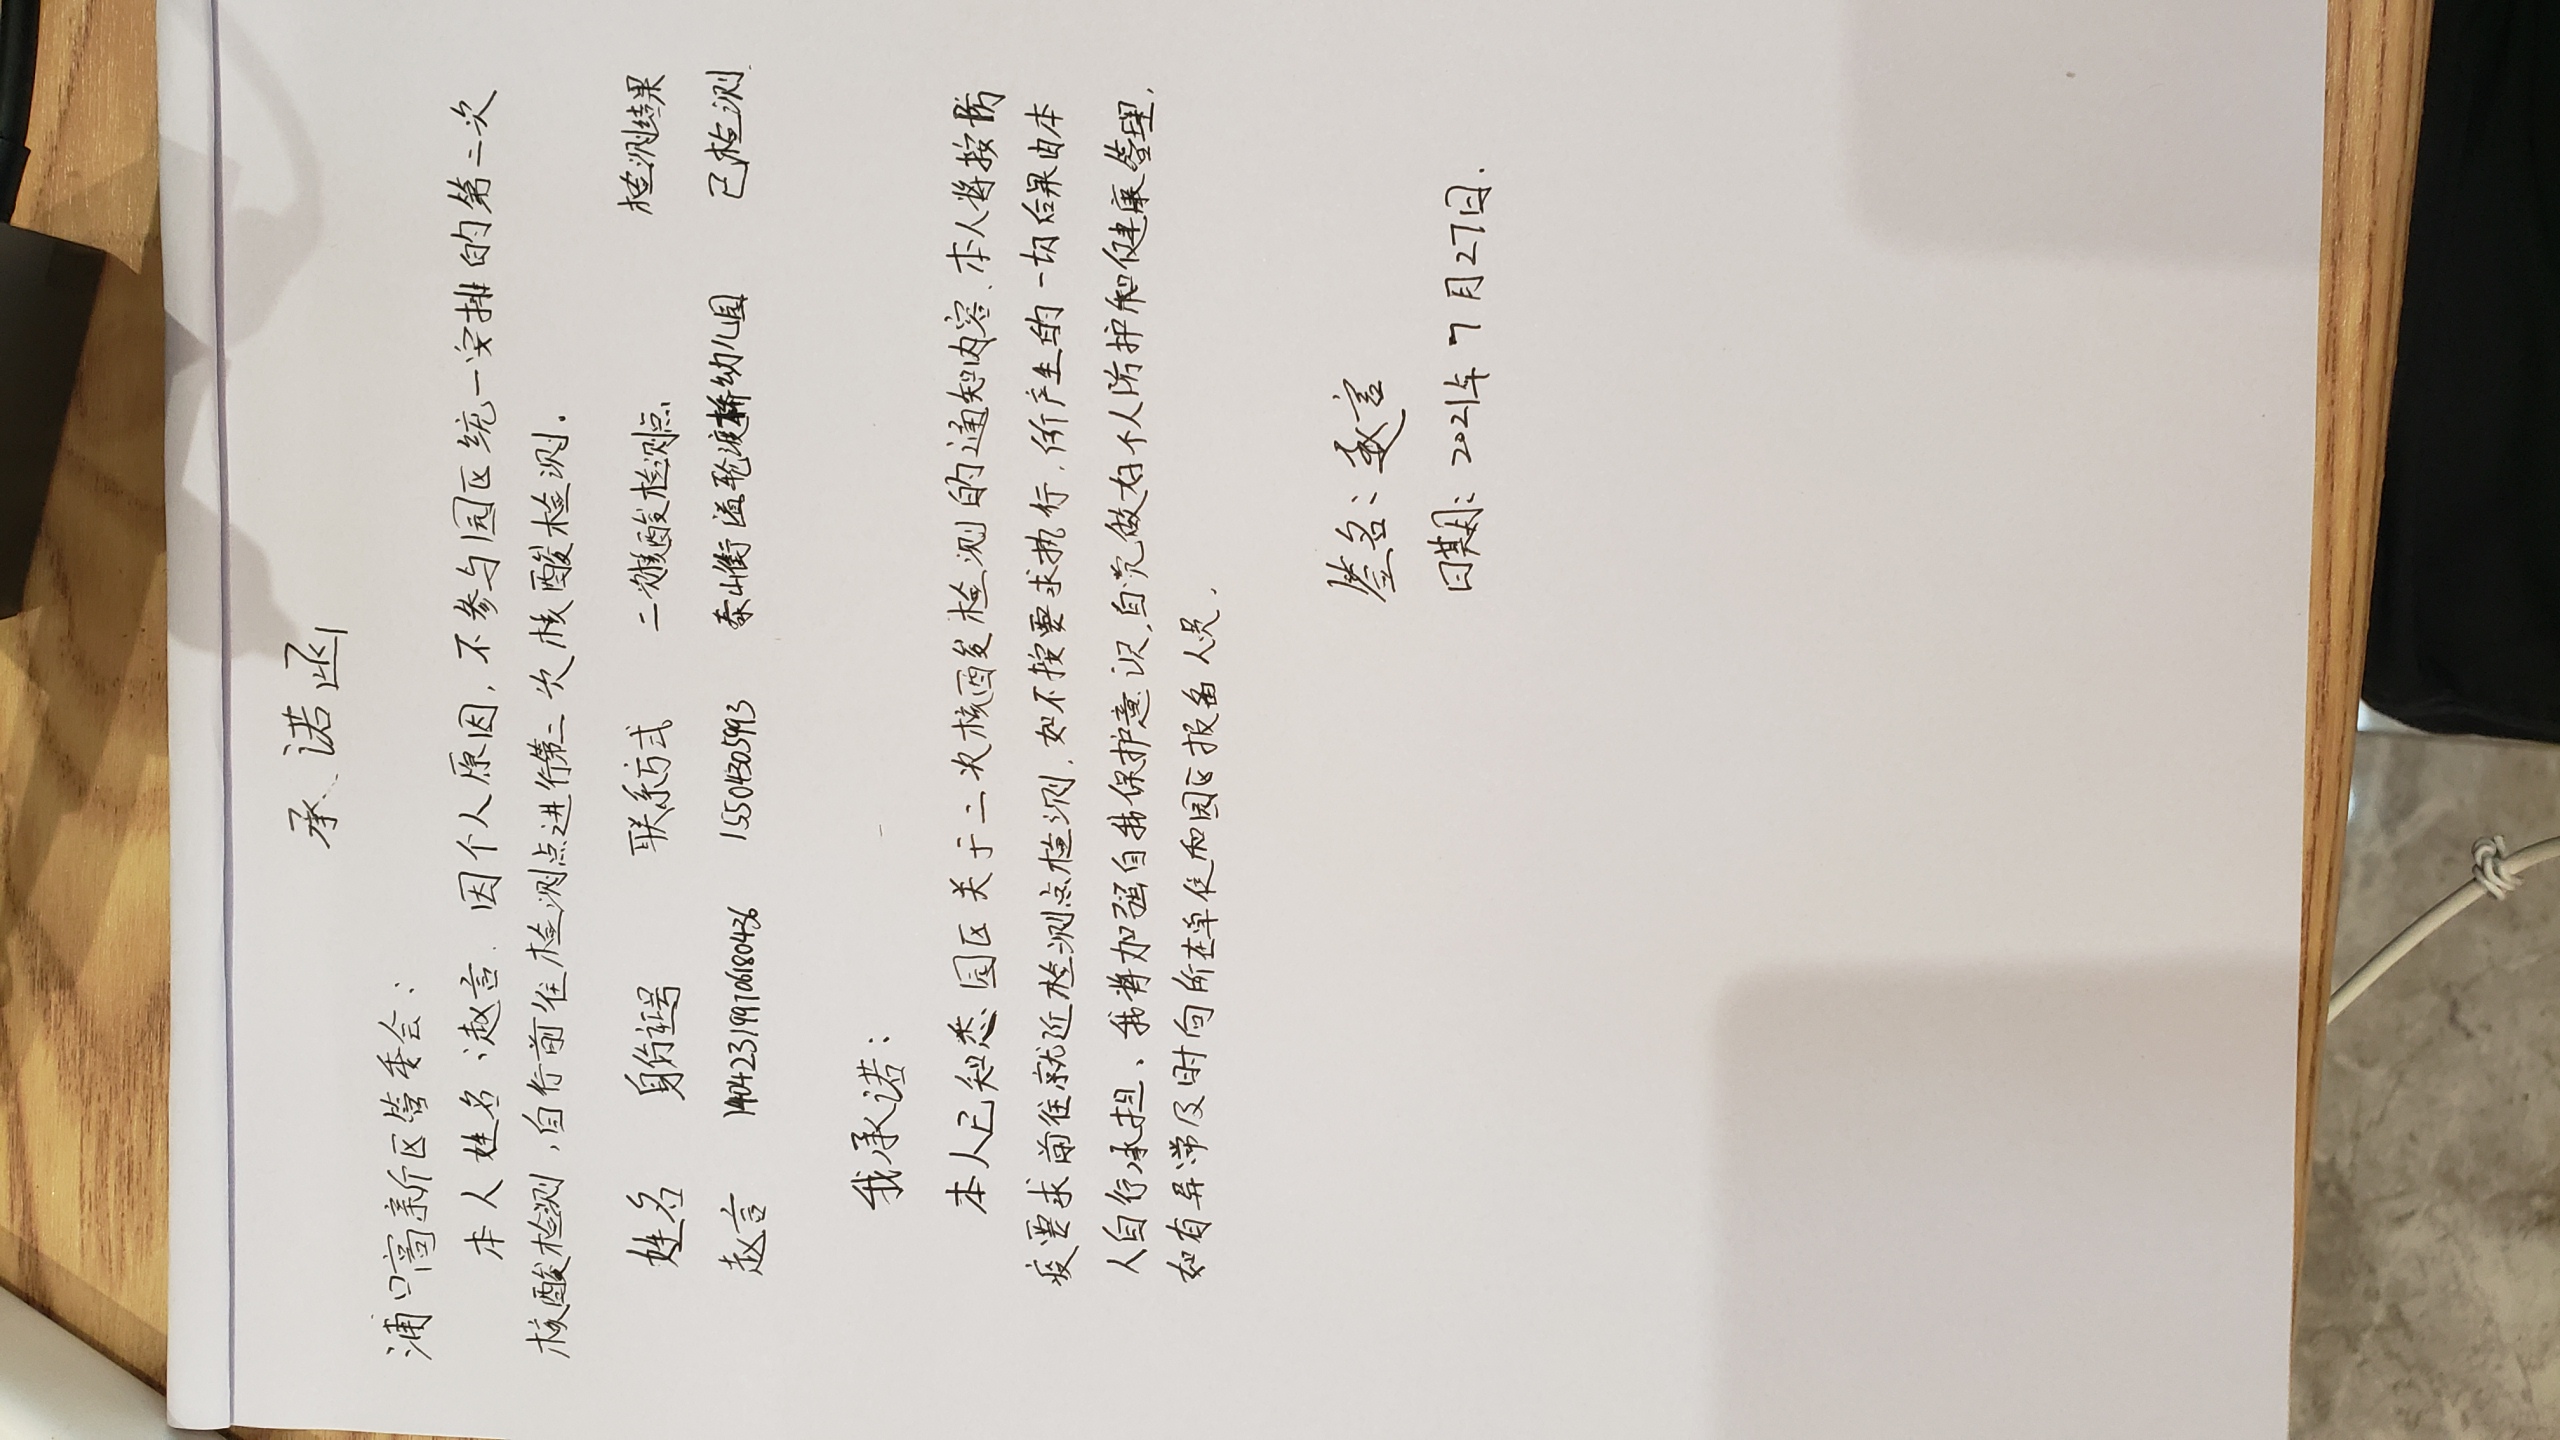 承诺函
浦口高新区管委会：
本人姓名：赵言.因个人原因，不参与园区统一安排的第二次
核酸检测，自行前往检测点进行第二次核酸检测.
姓名 身份证号 联系方式 二次核酸检测点 检测结果
赵言 140423199706180436 15504305993 泰山街道轮渡桥幼儿园 已检测
我承诺：
本人已知悉园区关于二次核酸检测的通知内容.本人将按防
疫要求前往就近检测点检测.如不按要求执行，所产生的一切后果由本
人自行承担、我将加强自我保护意识，自觉做好个人防护和健康管理，
如有异常及时向所在单位和园区报备人员.
签名：赵言
日期：2021年7月27日.